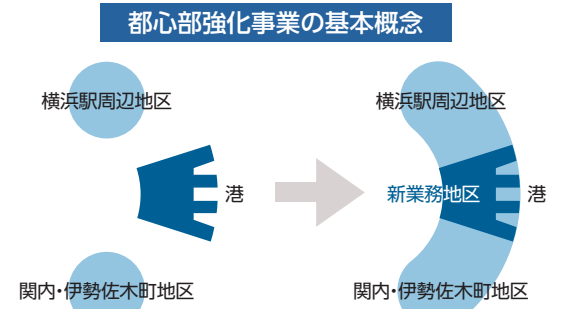 都心部強化事業の基本概念
横浜駅周辺地区
港
関内・伊勢佐木町地区
横浜駅周辺地区
新業務地区
港
関内・伊勢佐木町地区